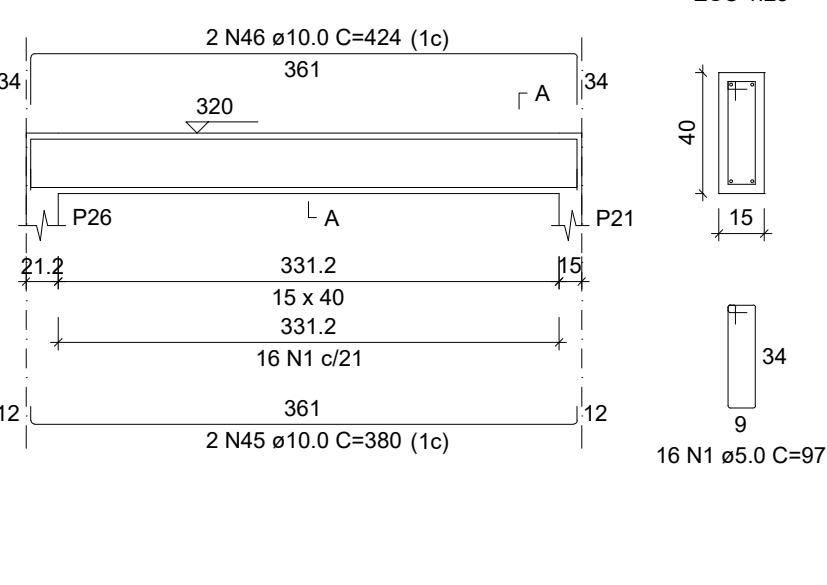 2 N46 ø10.0 C=424 (1c)
34
361
34
A
320
40
P26
A
P21
15
21.2
331.2
15
15 x 40
331.2
16 N1 c/21
34
12
361
12
9
2 N45 ø10.0 C=380 (1c)
16 N1 ø5.0 C=97